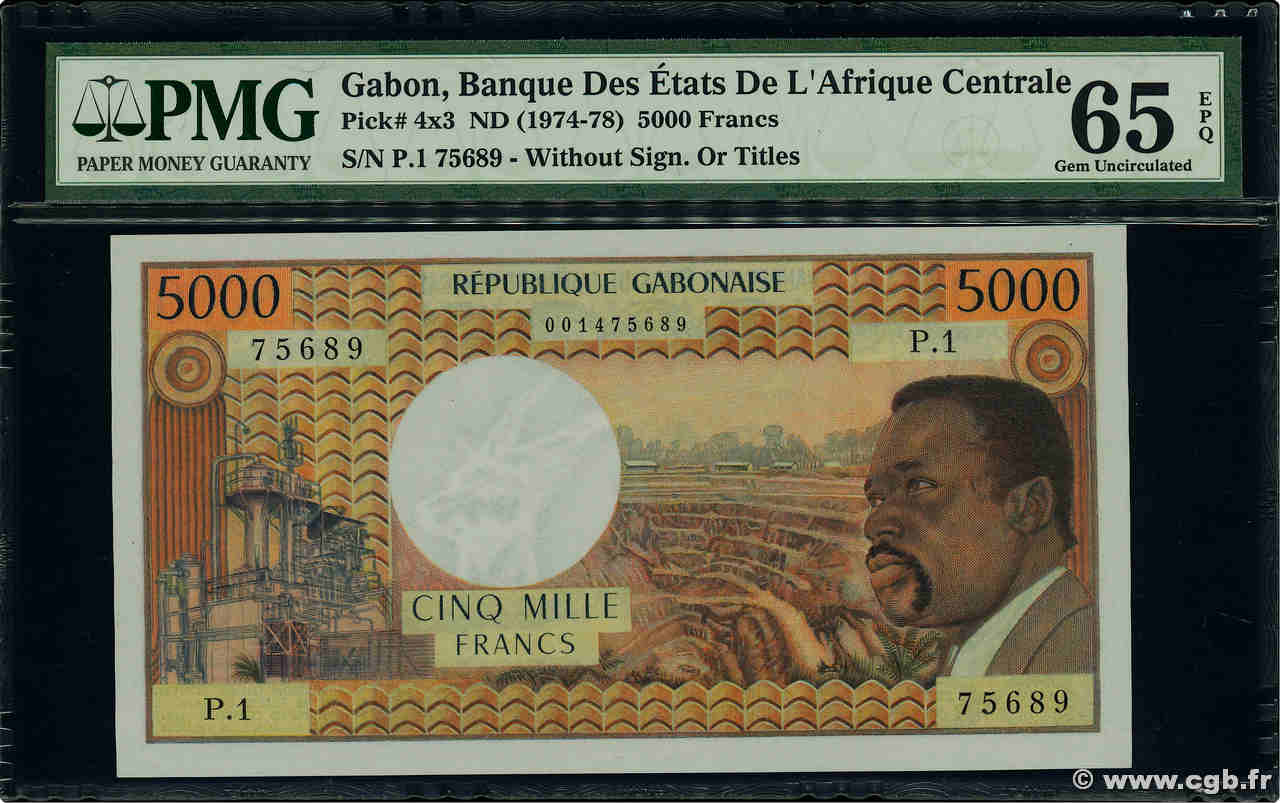 PMG
PAPER MONEY GUARANTY
Gabon, Banque Des États De L'Afrique Centrale
Pick# 4x3 ND (1974-78) 5000 Francs
S/N P.1 75689 - Without Sign. Or Titles
65
EPQ
Gem Uncirculated
5000
RÉPUBLIQUE GABONAISE
5000
001475689
75689
P.1
CINQ MILLE
FRANCS
P.1
75689
© www.cgb.fr